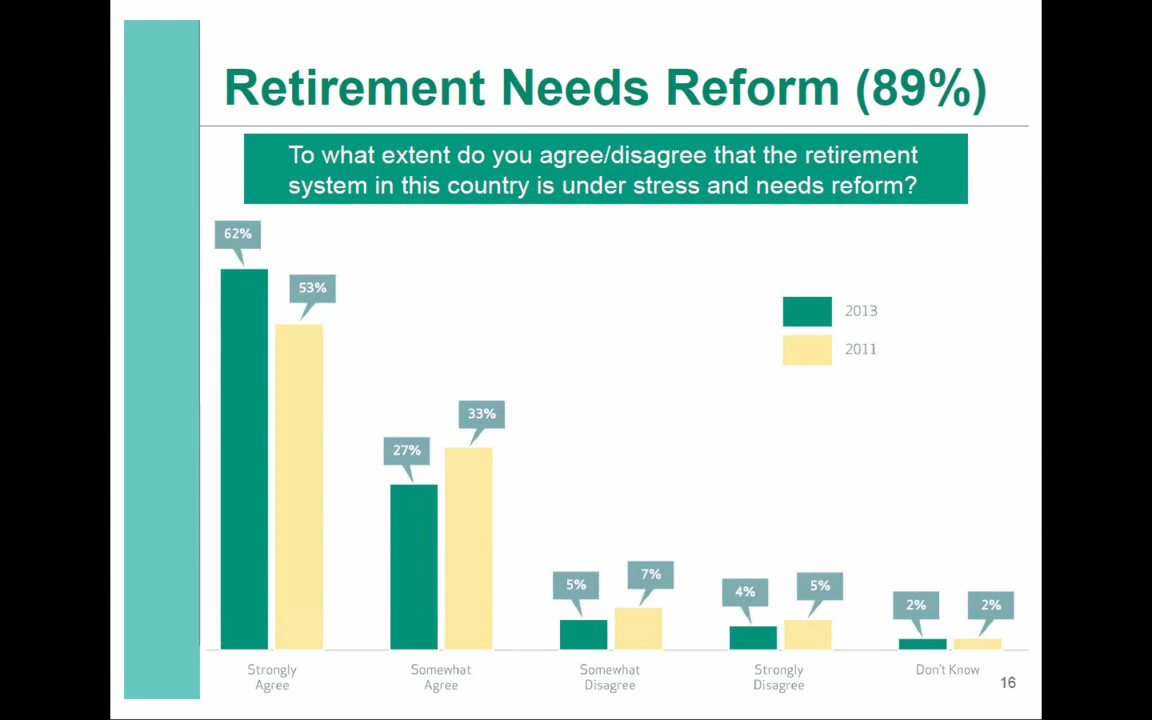 Retirement Needs Reform (89%)
To what extent do you agree/disagree that the retirement
system in this country is under stress and needs reform?
62%
53%
2013
2011
33%
27%
5%
7%
4%
5%
2%
2%
Strongly
Agree
Somewhat
Agree
Somewhat
Disagree
Strongly
Disagree
Don't Know
16